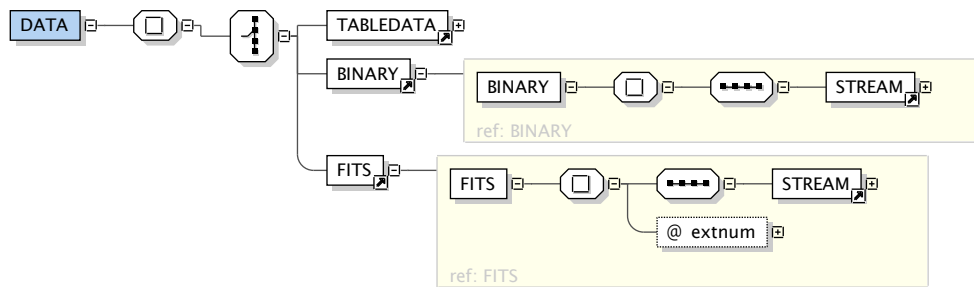 DATA
TABLEDATA
BINARY
BINARY
STREAM
ref: BINARY
FITS
FITS
STREAM
@ extnum
ref: FITS